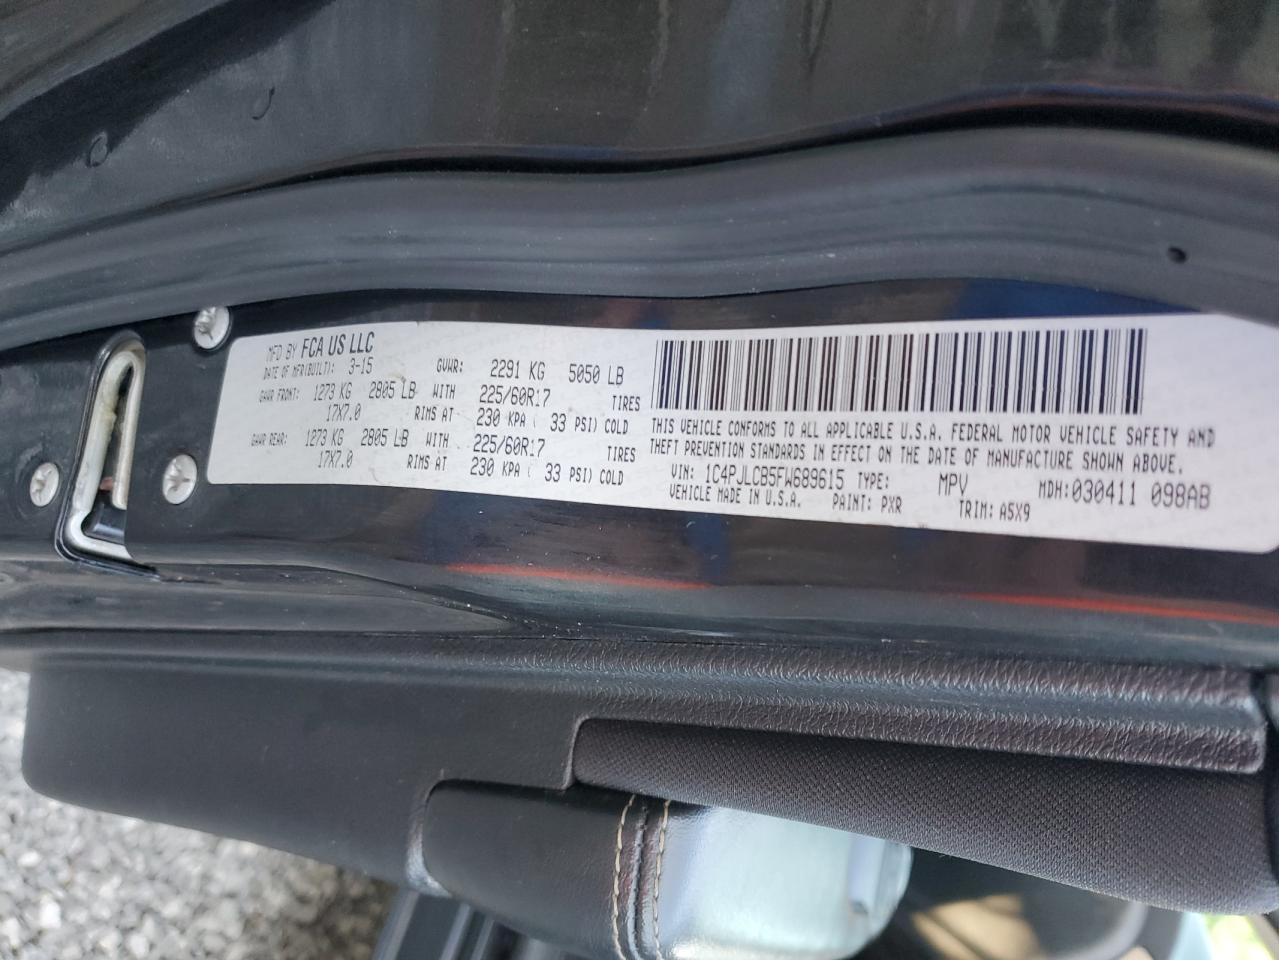 MFD BY FCA US LLC
DATE OF MFR(BUILT): 3-15 GVWR: 2291 KG 5050 LB
GAWR FRONT: 1273 KG 2805 LB WITH 225/60R17 TIRES
17X7.0 RIMS AT 230 KPA ( 33 PSI) COLD
GAWR REAR: 1273 KG 2805 LB WITH 225/60R17 TIRES
17X7.0 RIMS AT 230 KPA ( 33 PSI) COLD
THIS VEHICLE CONFORMS TO ALL APPLICABLE U.S.A. FEDERAL MOTOR VEHICLE SAFETY AND
THEFT PREVENTION STANDARDS IN EFFECT ON THE DATE OF MANUFACTURE SHOWN ABOVE.
VIN: 1C4PJLCB5FW689615 TYPE: MPV MDH:030411 098AB
VEHICLE MADE IN U.S.A. PAINT: PXR TRIM: A5X9